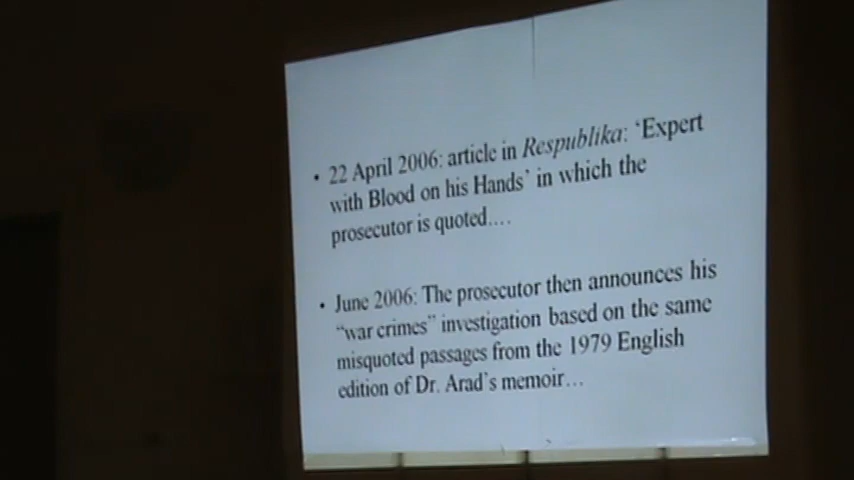 • 22 April 2006: article in Respublika: ‘Expert
with Blood on his Hands’ in which the
prosecutor is quoted….
• June 2006: The prosecutor then announces his
“war crimes” investigation based on the same
misquoted passages from the 1979 English
edition of Dr. Arad’s memoir…